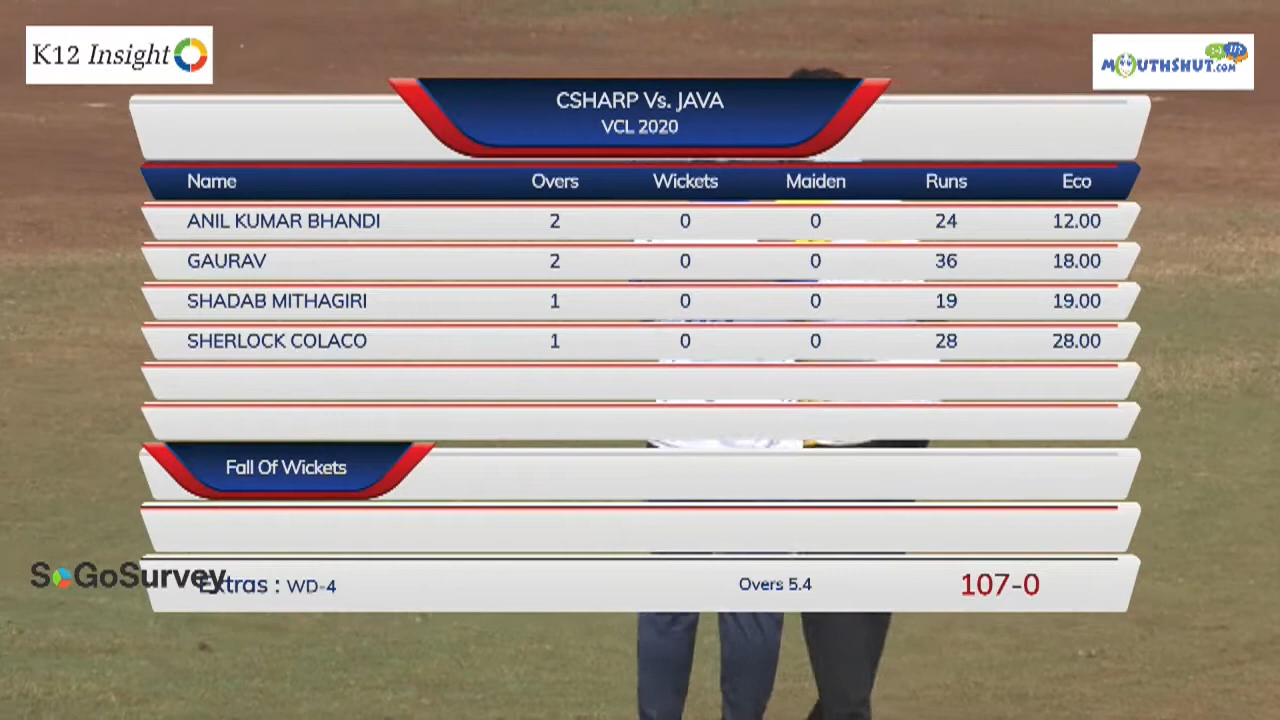 K12 Insight
MOUTHSHUT.COM
CSHARP Vs. JAVA
VCL 2020
Name Overs Wickets Maiden Runs Eco
ANIL KUMAR BHANDI 2 0 0 24 12.00
GAURAV 2 0 0 36 18.00
SHADAB MITHAGIRI 1 0 0 19 19.00
SHERLOCK COLACO 1 0 0 28 28.00
Fall Of Wickets
SoGoSurvey
Extras : WD-4 Overs 5.4 107-0